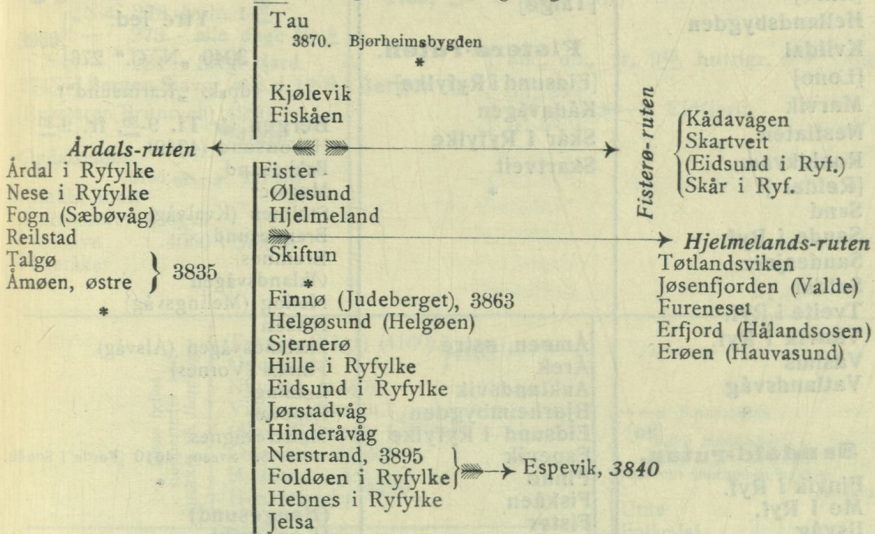 Tau
3870. Bjørheimsbygden
*
Kjølevik
Fiskåen
Årdals-ruten
Årdal i Ryfylke
Nese i Ryfylke
Fogn (Sæbøvåg)
Reilstad
Talgø
Åmøen, østre } 3835
*
Fister
Ølesund
Hjelmeland
Skiftun
*
Finnø (Judeberget), 3863
Helgøsund (Helgøen)
Sjernerø
Hille i Ryfylke
Eidsund i Ryfylke
Jørstadvåg
Hinderåvåg
Nerstrand, 3895
Foldøen i Ryfylke
Hebnes i Ryfylke
Jelsa
Espevik, 3840
Fisterø-ruten
Kådavågen
Skartveit
(Eidsund i Ryf.)
Skår i Ryf.
Hjelmelands-ruten
Tøtlandsviken
Jøsenfjorden (Valde)
Fureneset
Erfjord (Hålandsosen)
Erøen (Hauvasund)